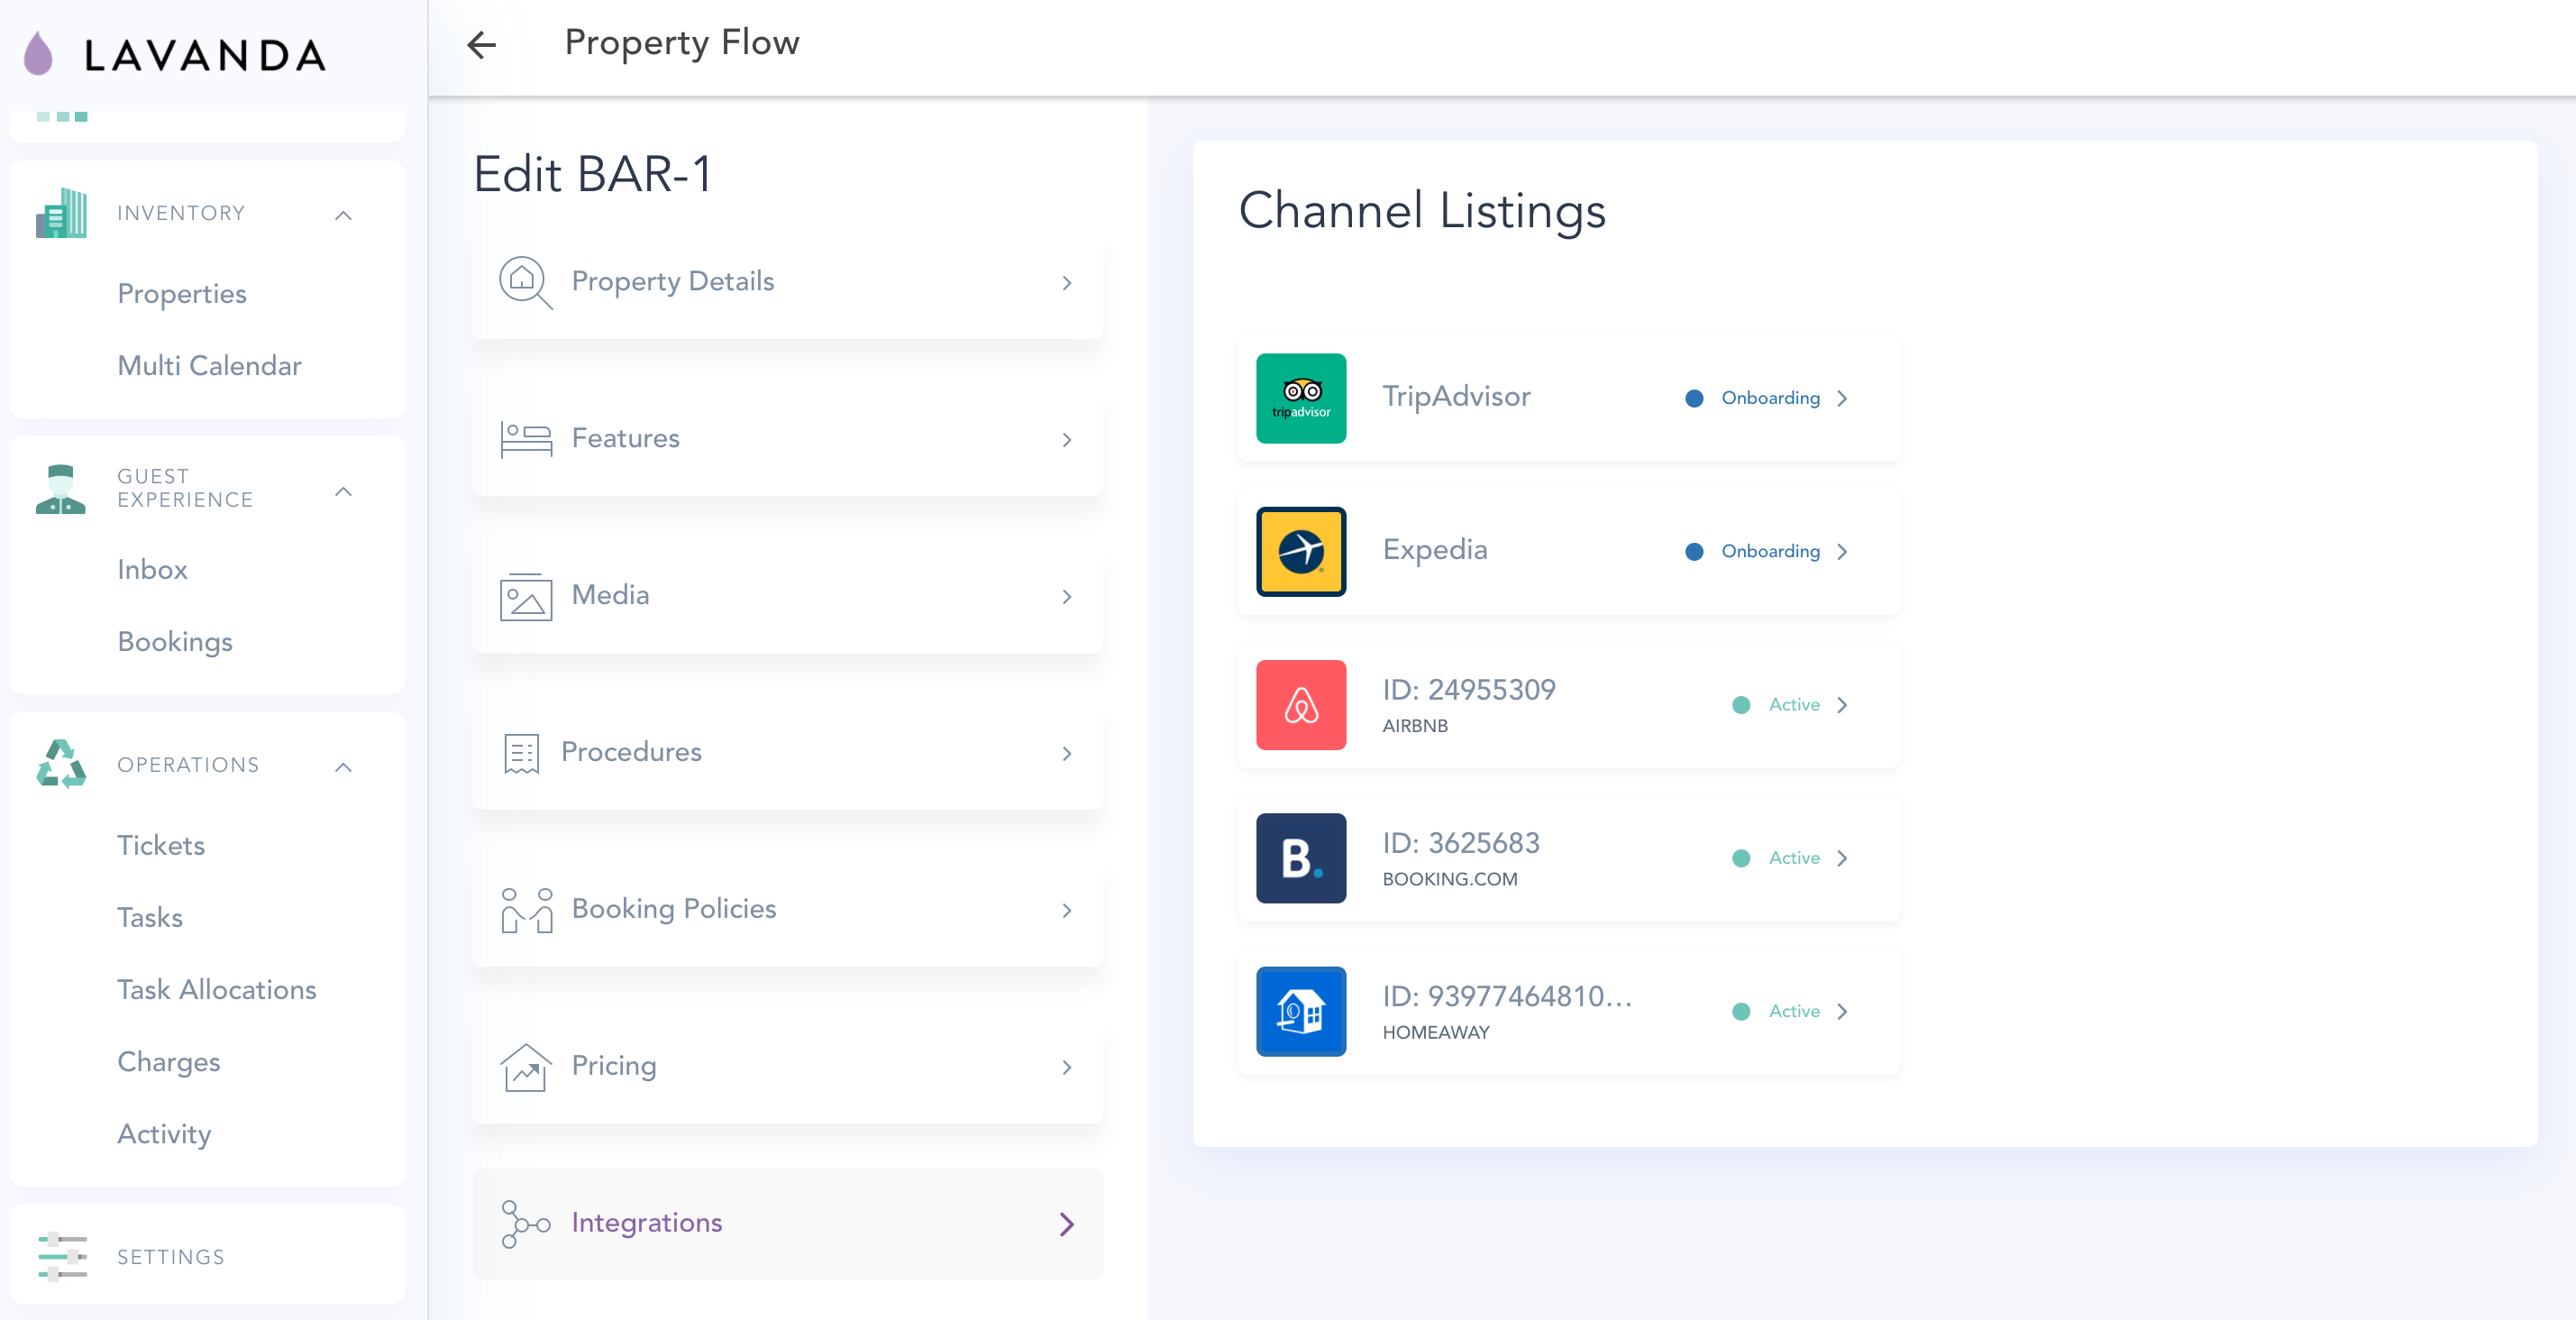 LAVANDA
INVENTORY
Properties
Multi Calendar
GUEST
EXPERIENCE
Inbox
Bookings
OPERATIONS
Tickets
Tasks
Task Allocations
Charges
Activity
SETTINGS
Property Flow
Edit BAR-1
Property Details
Features
Media
Procedures
Booking Policies
Pricing
Integrations
Channel Listings
tripadvisor
TripAdvisor
Onboarding
Expedia
Onboarding
ID: 24955309
AIRBNB
Active
B.
ID: 3625683
BOOKING.COM
Active
ID: 93977464810...
HOMEAWAY
Active